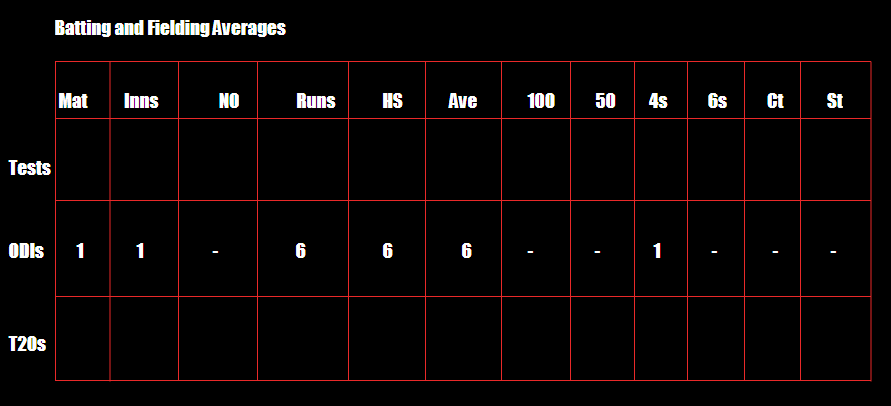 Batting and Fielding Averages
Mat Inns NO Runs HS Ave 100 50 4s 6s Ct St
Tests
ODIs 1 1 - 6 6 6 - - 1 - - -
T20s